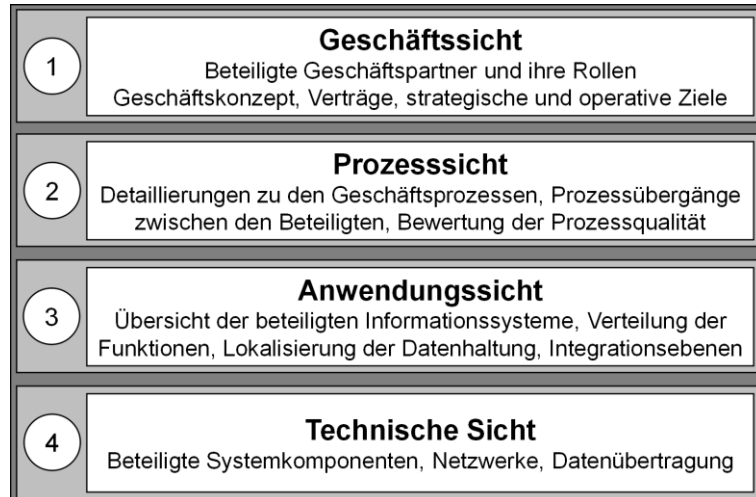 1
Geschäftssicht
Beteiligte Geschäftspartner und ihre Rollen
Geschäftskonzept, Verträge, strategische und operative Ziele
2
Prozesssicht
Detaillierungen zu den Geschäftsprozessen, Prozessübergänge
zwischen den Beteiligten, Bewertung der Prozessqualität
3
Anwendungssicht
Übersicht der beteiligten Informationssysteme, Verteilung der
Funktionen, Lokalisierung der Datenhaltung, Integrationsebenen
4
Technische Sicht
Beteiligte Systemkomponenten, Netzwerke, Datenübertragung